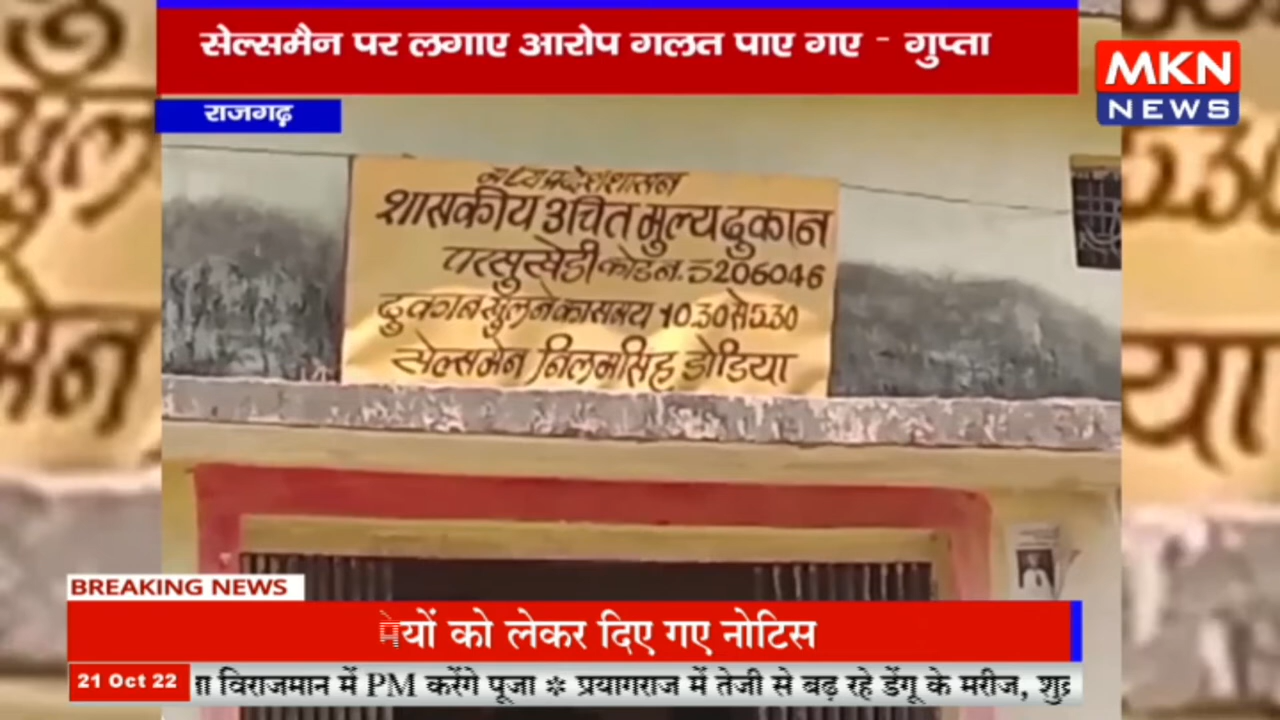 सेल्समैन पर लगाए आरोप गलत पाए गए - गुप्ता
MKN
NEWS
राजगढ़
मध्यप्रदेश शासन
शासकीय उचित मुल्य दुकान
परसुखेडी कोड नं. 5206046
दुकान खुलने का समय 10.30 से 5.30
सेल्समेन निलमसिह डोडिया
BREAKING NEWS
यों को लेकर दिए गए नोटिस
21 Oct 22
विराजमान में PM करेंगे पूजा ❇ प्रयागराज में तेजी से बढ़ रहे डेंगू के मरीज,